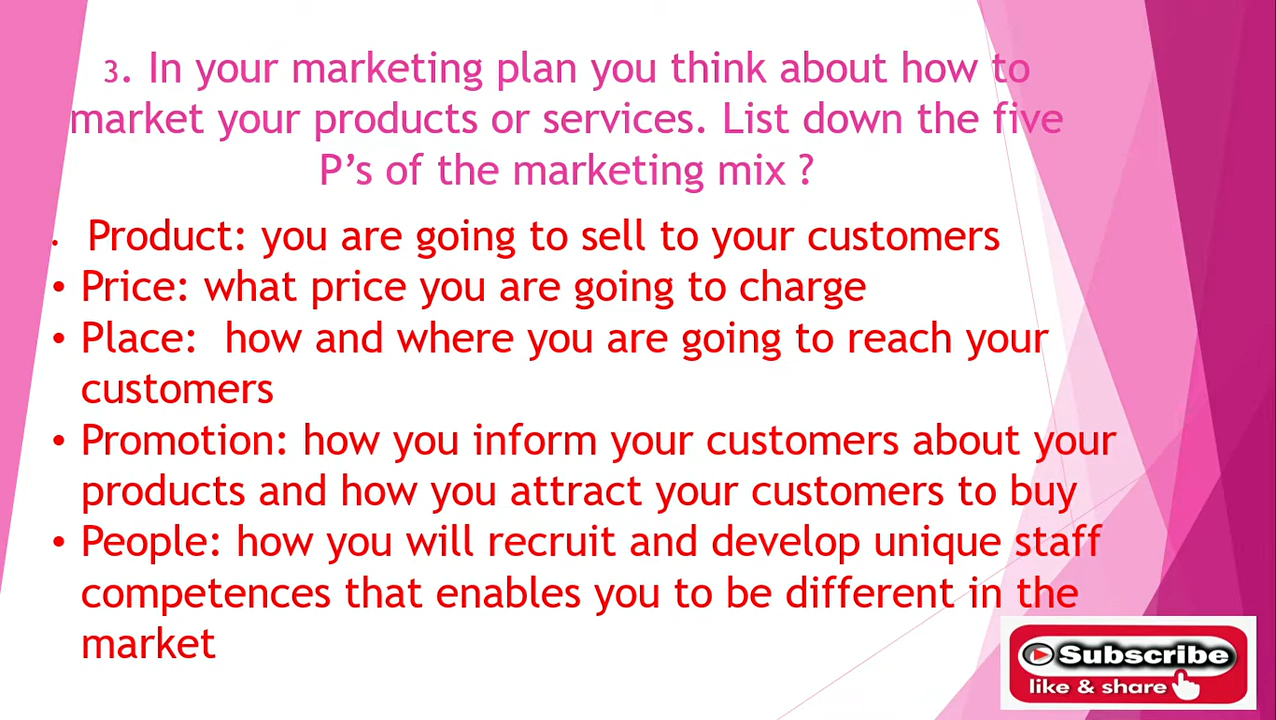 3. In your marketing plan you think about how to
market your products or services. List down the five
P’s of the marketing mix ?
• Product: you are going to sell to your customers
• Price: what price you are going to charge
• Place: how and where you are going to reach your
customers
• Promotion: how you inform your customers about your
products and how you attract your customers to buy
• People: how you will recruit and develop unique staff
competences that enables you to be different in the
market
Subscribe
like & share